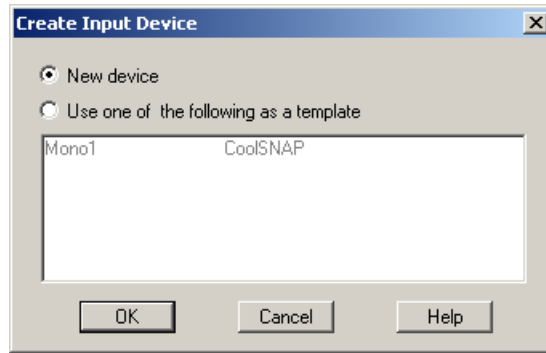 Create Input Device
New device
Use one of the following as a template
Mono1 CoolSNAP
OK Cancel Help